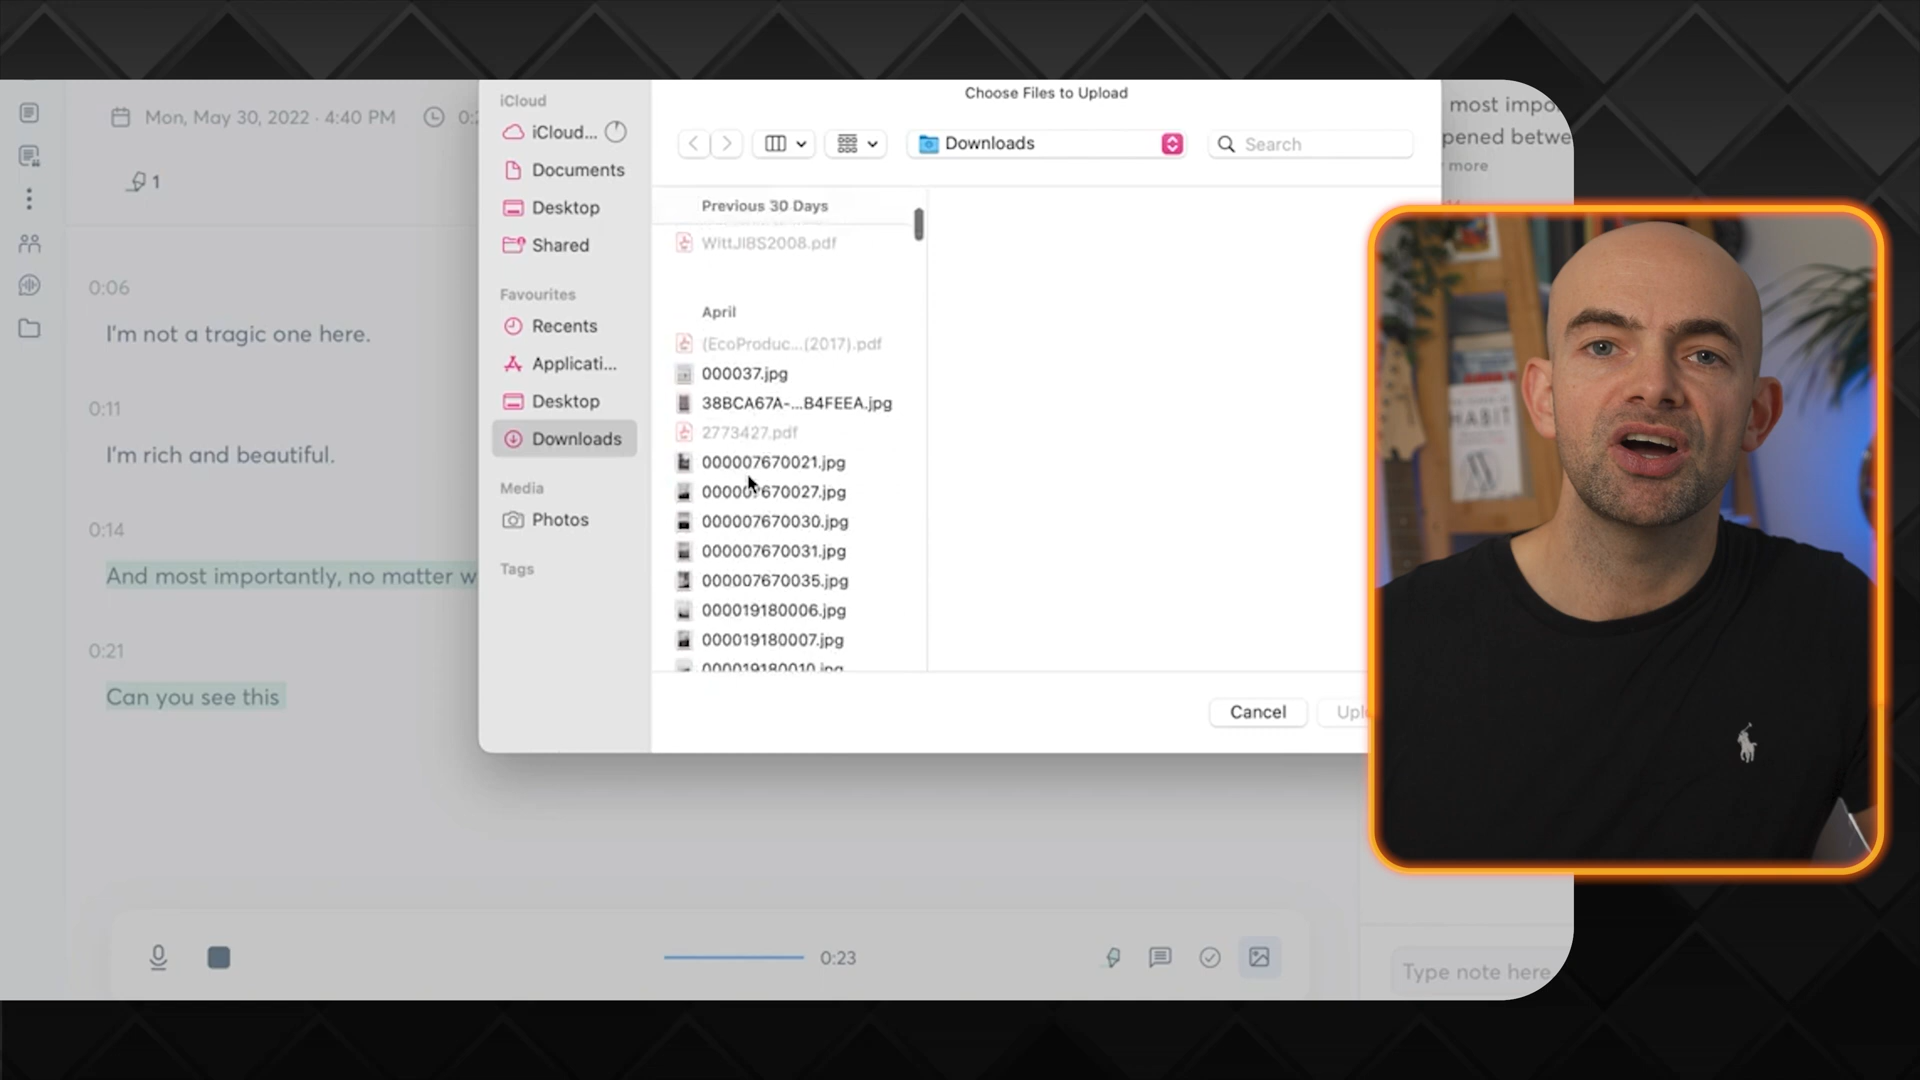 Mon, May 30, 2022 · 4:40 PM
1
0:06
I'm not a tragic one here.
0:11
I'm rich and beautiful.
0:14
And most importantly, no matter w
0:21
Can you see this
iCloud
iCloud...
Documents
Desktop
Shared
Favourites
Recents
Applicati...
Desktop
Downloads
Media
Photos
Tags
Choose Files to Upload
Downloads
Search
Previous 30 Days
WittJIBS2008.pdf
April
(EcoProduc...(2017).pdf
000037.jpg
38BCA67A-...B4FEEA.jpg
2773427.pdf
000007670021.jpg
000007670027.jpg
000007670030.jpg
000007670031.jpg
000007670035.jpg
000019180006.jpg
000019180007.jpg
000019180010.jpg
Cancel
Uplo
most impo
pened betwe
more
HABIT
0:23
Type note here